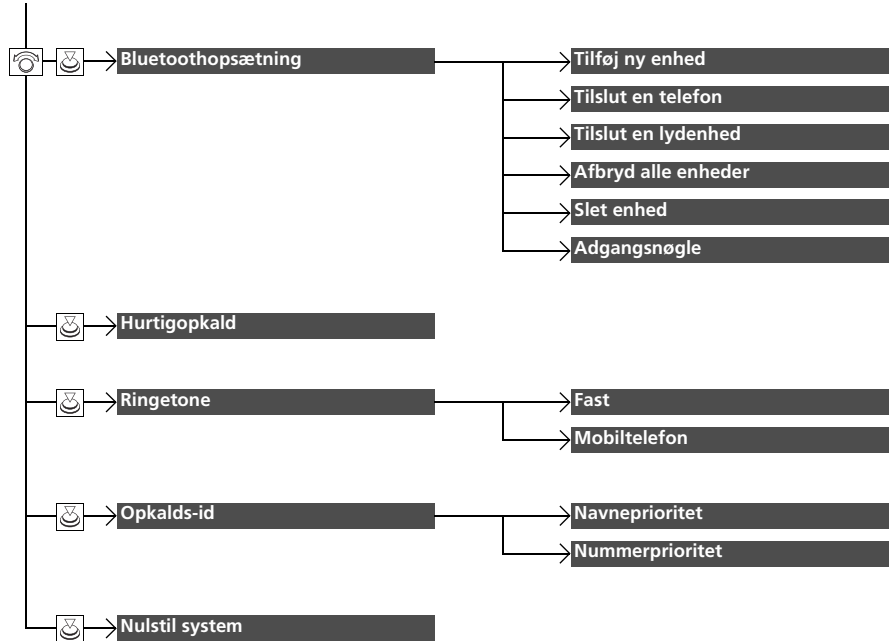 Bluetoothopsætning
Tilføj ny enhed
Tilslut en telefon
Tilslut en lydenhed
Afbryd alle enheder
Slet enhed
Adgangsnøgle
Hurtigopkald
Ringetone
Fast
Mobiltelefon
Opkalds-id
Navneprioritet
Nummerprioritet
Nulstil system